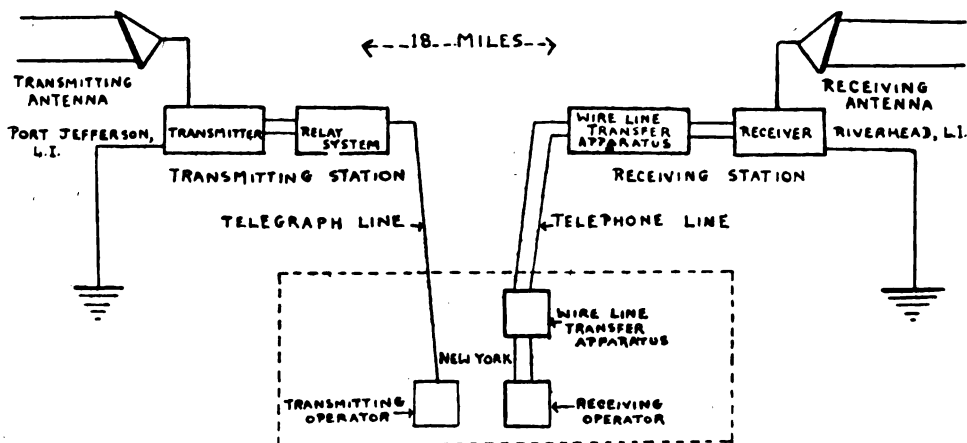 18 MILES
TRANSMITTING
ANTENNA
RECEIVING
ANTENNA
PORT JEFFERSON,
L.I.
TRANSMITTER
RELAY
SYSTEM
WIRE LINE
TRANSFER
APPARATUS
RECEIVER
RIVERHEAD, L.I.
TRANSMITTING STATION
RECEIVING STATION
TELEGRAPH LINE
TELEPHONE LINE
WIRE LINE
TRANSFER
APPARATUS
NEW YORK
TRANSMITTING
OPERATOR
RECEIVING
OPERATOR